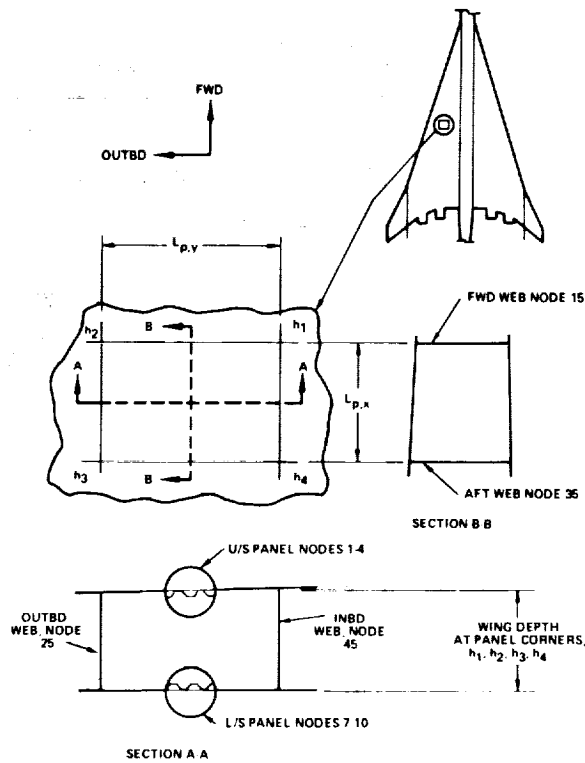 FWD
OUTBD
Lp,y
FWD WEB NODE 15
h2
B
h1
A
A
Lp,x
h3
B
h4
AFT WEB NODE 35
SECTION B-B
U/S PANEL NODES 1-4
OUTBD
WEB, NODE
25
INBD
WEB, NODE
45
WING DEPTH
AT PANEL CORNERS,
h1, h2, h3, h4
L/S PANEL NODES 7-10
SECTION A-A